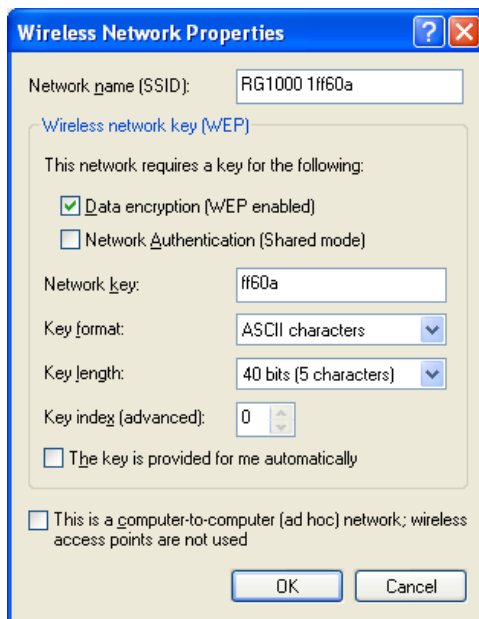 Wireless Network Properties
Network name (SSID): RG1000 1ff60a
Wireless network key (WEP)
This network requires a key for the following:
Data encryption (WEP enabled)
Network Authentication (Shared mode)
Network key: ff60a
Key format: ASCII characters
Key length: 40 bits (5 characters)
Key index (advanced): 0
The key is provided for me automatically
This is a computer-to-computer (ad hoc) network; wireless
access points are not used
OK Cancel